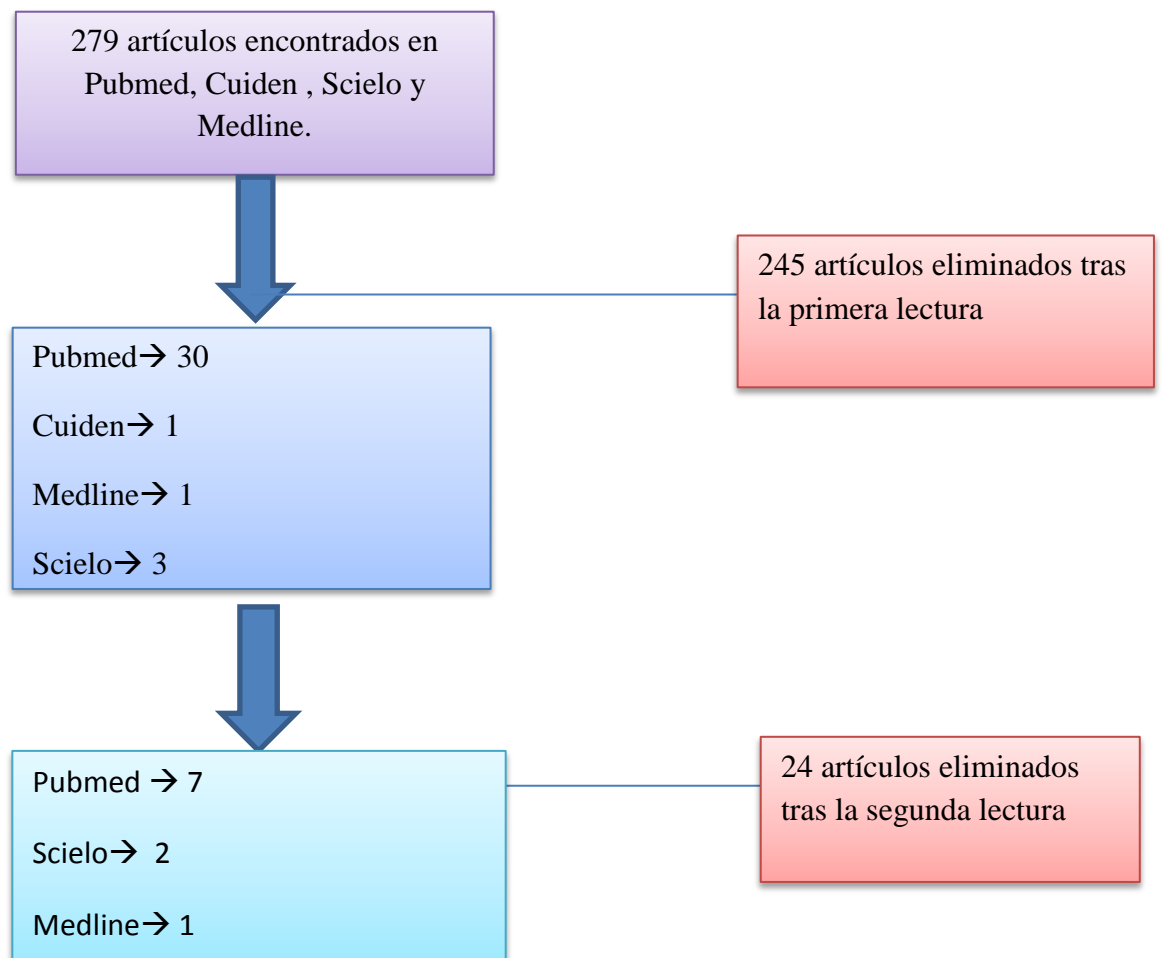 279 artículos encontrados en
Pubmed, Cuiden , Scielo y
Medline.
245 artículos eliminados tras
la primera lectura
Pubmed→ 30
Cuiden→ 1
Medline→ 1
Scielo→ 3
24 artículos eliminados
tras la segunda lectura
Pubmed → 7
Scielo→ 2
Medline→ 1